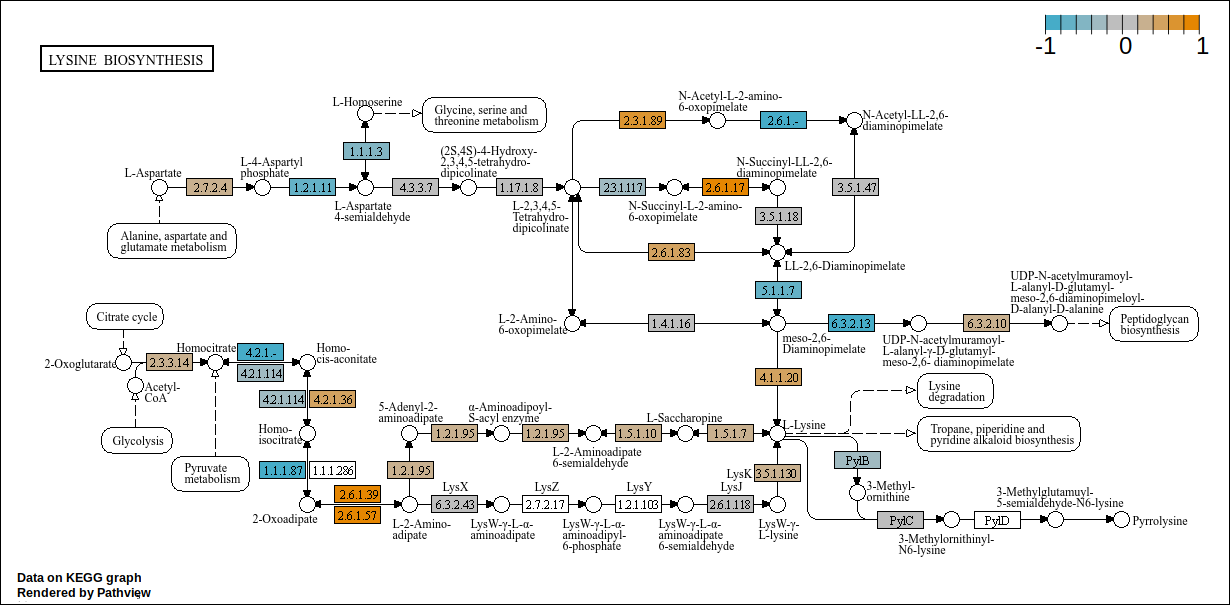 -1 0 1
LYSINE BIOSYNTHESIS
L-Homoserine
Glycine, serine and
threonine metabolism
N-Acetyl-L-2-amino-
6-oxopimelate
2.3.1.89
2.6.1.-
N-Acetyl-LL-2,6-
diaminopimelate
1.1.1.3
L-Aspartate
L-4-Aspartyl
phosphate
(2S,4S)-4-Hydroxy-
2,3,4,5-tetrahydro-
dipicolinate
N-Succinyl-LL-2,6-
diaminopimelate
2.7.2.4
1.2.1.11
4.3.3.7
1.17.1.8
2.3.1.117
2.6.1.17
3.5.1.47
L-Aspartate
4-semialdehyde
L-2,3,4,5-
Tetrahydro-
dipicolinate
N-Succinyl-L-2-amino-
6-oxopimelate
3.5.1.18
Alanine, aspartate and
glutamate metabolism
2.6.1.83
LL-2,6-Diaminopimelate
5.1.1.7
UDP-N-acetylmuramoyl-
L-alanyl-D-glutamyl-
meso-2,6-diaminopimeloyl-
D-alanyl-D-alanine
Citrate cycle
L-2-Amino-
6-oxopimelate
1.4.1.16
6.3.2.13
6.3.2.10
Peptidoglycan
biosynthesis
meso-2,6-
Diaminopimelate
UDP-N-acetylmuramoyl-
L-alanyl-γ-D-glutamyl-
meso-2,6- diaminopimelate
2-Oxoglutarate
2.3.3.14
Homocitrate
4.2.1.-
4.2.1.114
Homo-
cis-aconitate
Acetyl-
CoA
4.1.1.20
Lysine
degradation
4.2.1.114
4.2.1.36
Glycolysis
Homo-
isocitrate
5-Adenyl-2-
aminoadipate
α-Aminoadipoyl-
S-acyl enzyme
L-Saccharopine
L-Lysine
1.2.1.95
1.2.1.95
1.5.1.10
1.5.1.7
Tropane, piperidine and
pyridine alkaloid biosynthesis
L-2-Aminoadipate
6-semialdehyde
Pyruvate
metabolism
1.1.1.87
1.1.1.286
1.2.1.95
LysK
3.5.1.130
PylB
2.6.1.39
2.6.1.57
LysX
LysZ
LysY
LysJ
6.3.2.43
2.7.2.17
1.2.1.103
2.6.1.118
3-Methyl-
ornithine
3-Methylglutamuyl-
5-semialdehyde-N6-lysine
2-Oxoadipate
L-2-Amino-
adipate
LysW-γ-L-α-
aminoadipate
LysW-γ-L-α-
aminoadipyl-
6-phosphate
LysW-γ-L-α-
aminoadipate
6-semialdehyde
LysW-γ-
L-lysine
PylC
PylD
Pyrrolysine
3-Methylornithinyl-
N6-lysine
Data on KEGG graph
Rendered by Pathview